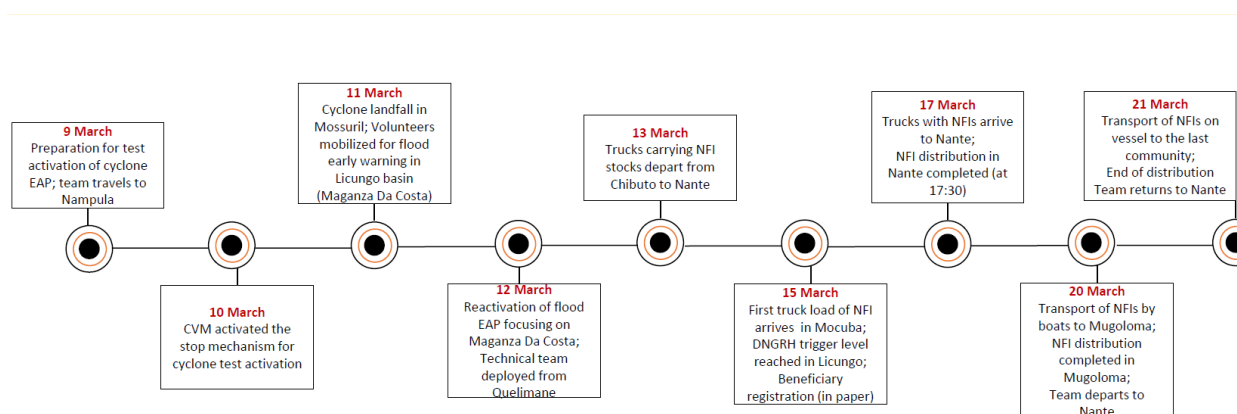 9 March
Preparation for test
activation of cyclone
EAP; team travels to
Nampula
10 March
CVM activated the
stop mechanism for
cyclone test activation
11 March
Cyclone landfall in
Mossuril; Volunteers
mobilized for flood
early warning in
Licungo basin
(Maganza Da Costa)
12 March
Reactivation of flood
EAP focusing on
Maganza Da Costa;
Technical team
deployed from
Quelimane
13 March
Trucks carrying NFI
stocks depart from
Chibuto to Nante
15 March
First truck load of NFI
arrives in Mocuba;
DNGRH trigger level
reached in Licungo;
Beneficiary
registration (in paper)
17 March
Trucks with NFIs arrive
to Nante;
NFI distribution in
Nante completed (at
17:30)
20 March
Transport of NFIs by
boats to Mugoloma;
NFI distribution
completed in
Mugoloma;
Team departs to
Nante
21 March
Transport of NFIs on
vessel to the last
community;
End of distribution
Team returns to Nante